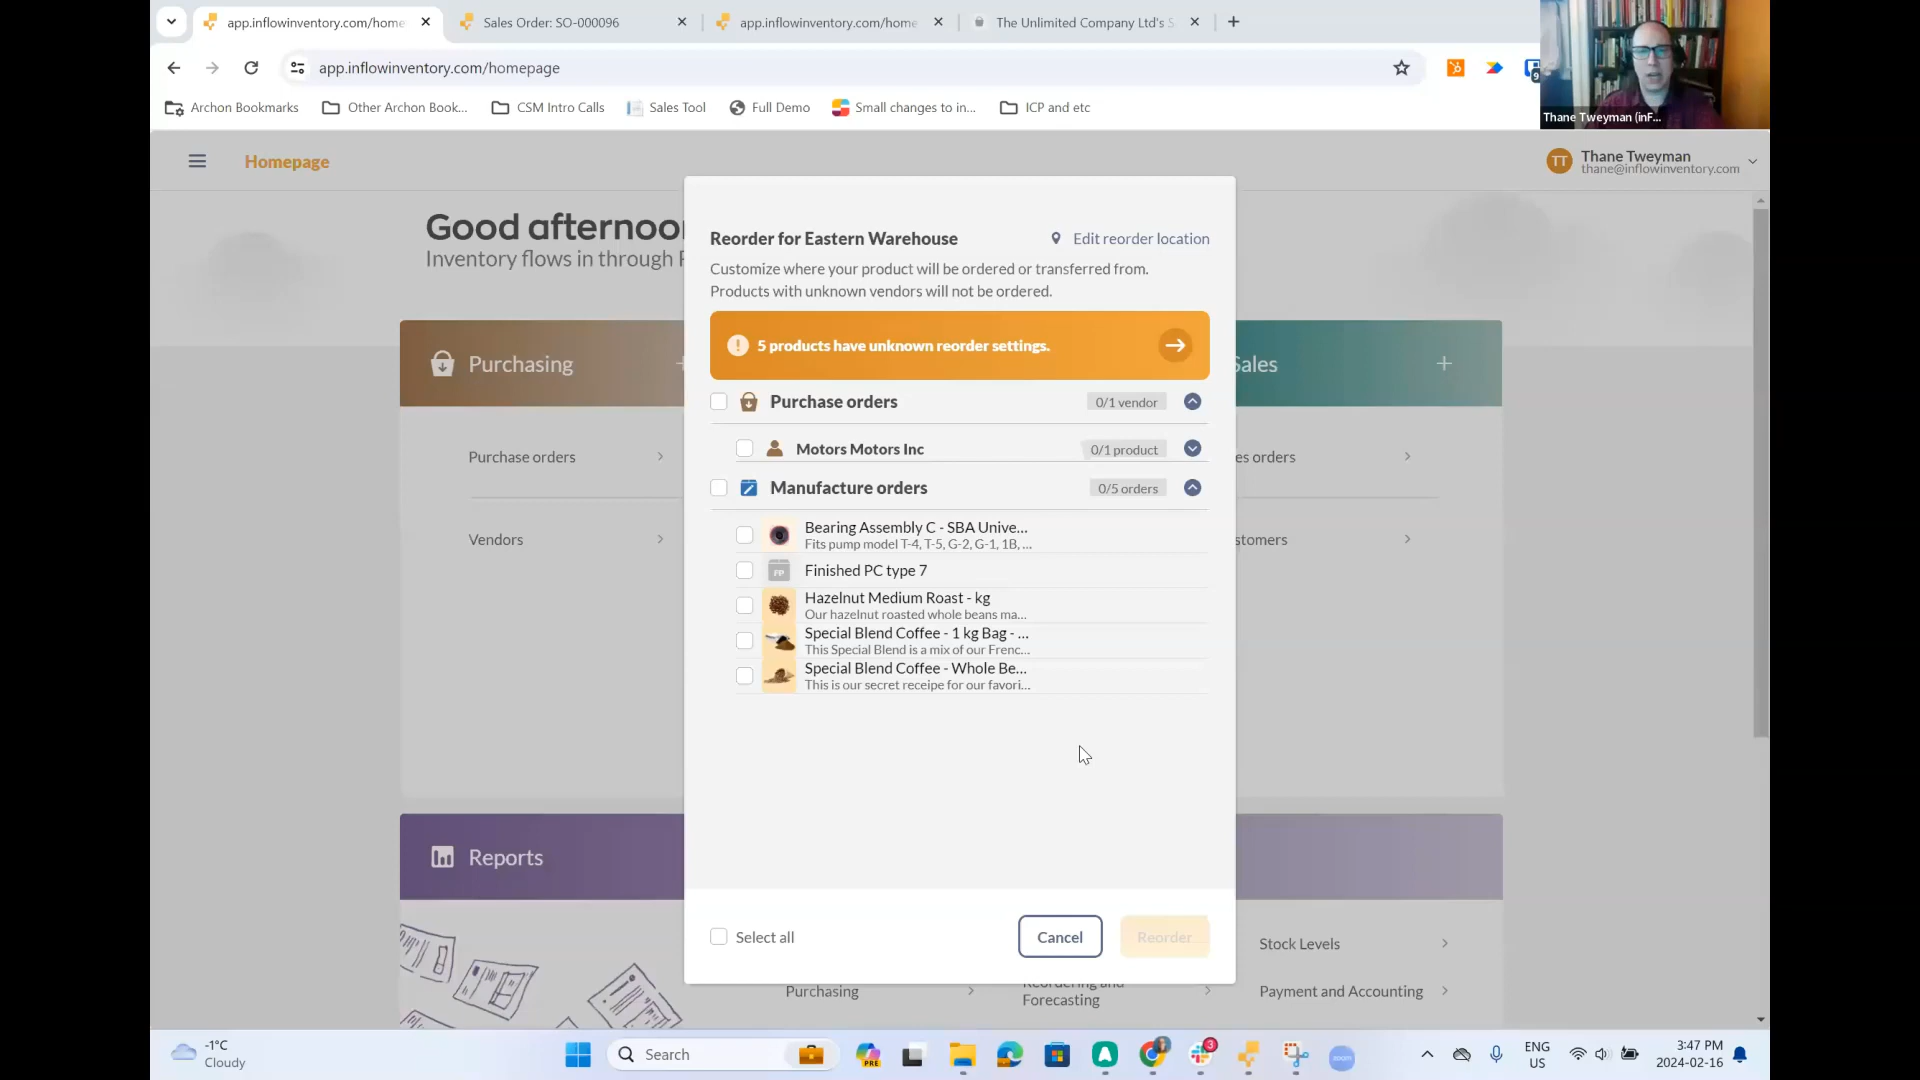 app.inflowinventory.com/home
Sales Order: SO-000096
app.inflowinventory.com/home
The Unlimited Company Ltd's S
app.inflowinventory.com/homepage
9
Archon Bookmarks
Other Archon Book...
CSM Intro Calls
Sales Tool
Full Demo
Small changes to in...
ICP and etc
Thane Tweyman (inF...
Homepage
TT
Thane Tweyman
thane@inflowinventory.com
Good afternoo
Inventory flows in through
Purchasing
Purchase orders
Vendors
Reorder for Eastern Warehouse
Edit reorder location
Customize where your product will be ordered or transferred from.
Products with unknown vendors will not be ordered.
5 products have unknown reorder settings.
Purchase orders
0/1 vendor
Motors Motors Inc
0/1 product
Manufacture orders
0/5 orders
Bearing Assembly C - SBA Unive...
Fits pump model T-4, T-5, G-2, G-1, 1B, ...
FP
Finished PC type 7
Hazelnut Medium Roast - kg
Our hazelnut roasted whole beans ma...
Special Blend Coffee - 1 kg Bag - ...
This Special Blend is a mix of our Frenc...
Special Blend Coffee - Whole Be...
This is our secret receipe for our favori...
Select all
Cancel
Reorder
Sales
es orders
stomers
Reports
Purchasing
Reordering and
Forecasting
Stock Levels
Payment and Accounting
-1°C
Cloudy
Search
PRE
3
zoom
ENG
US
3:47 PM
2024-02-16